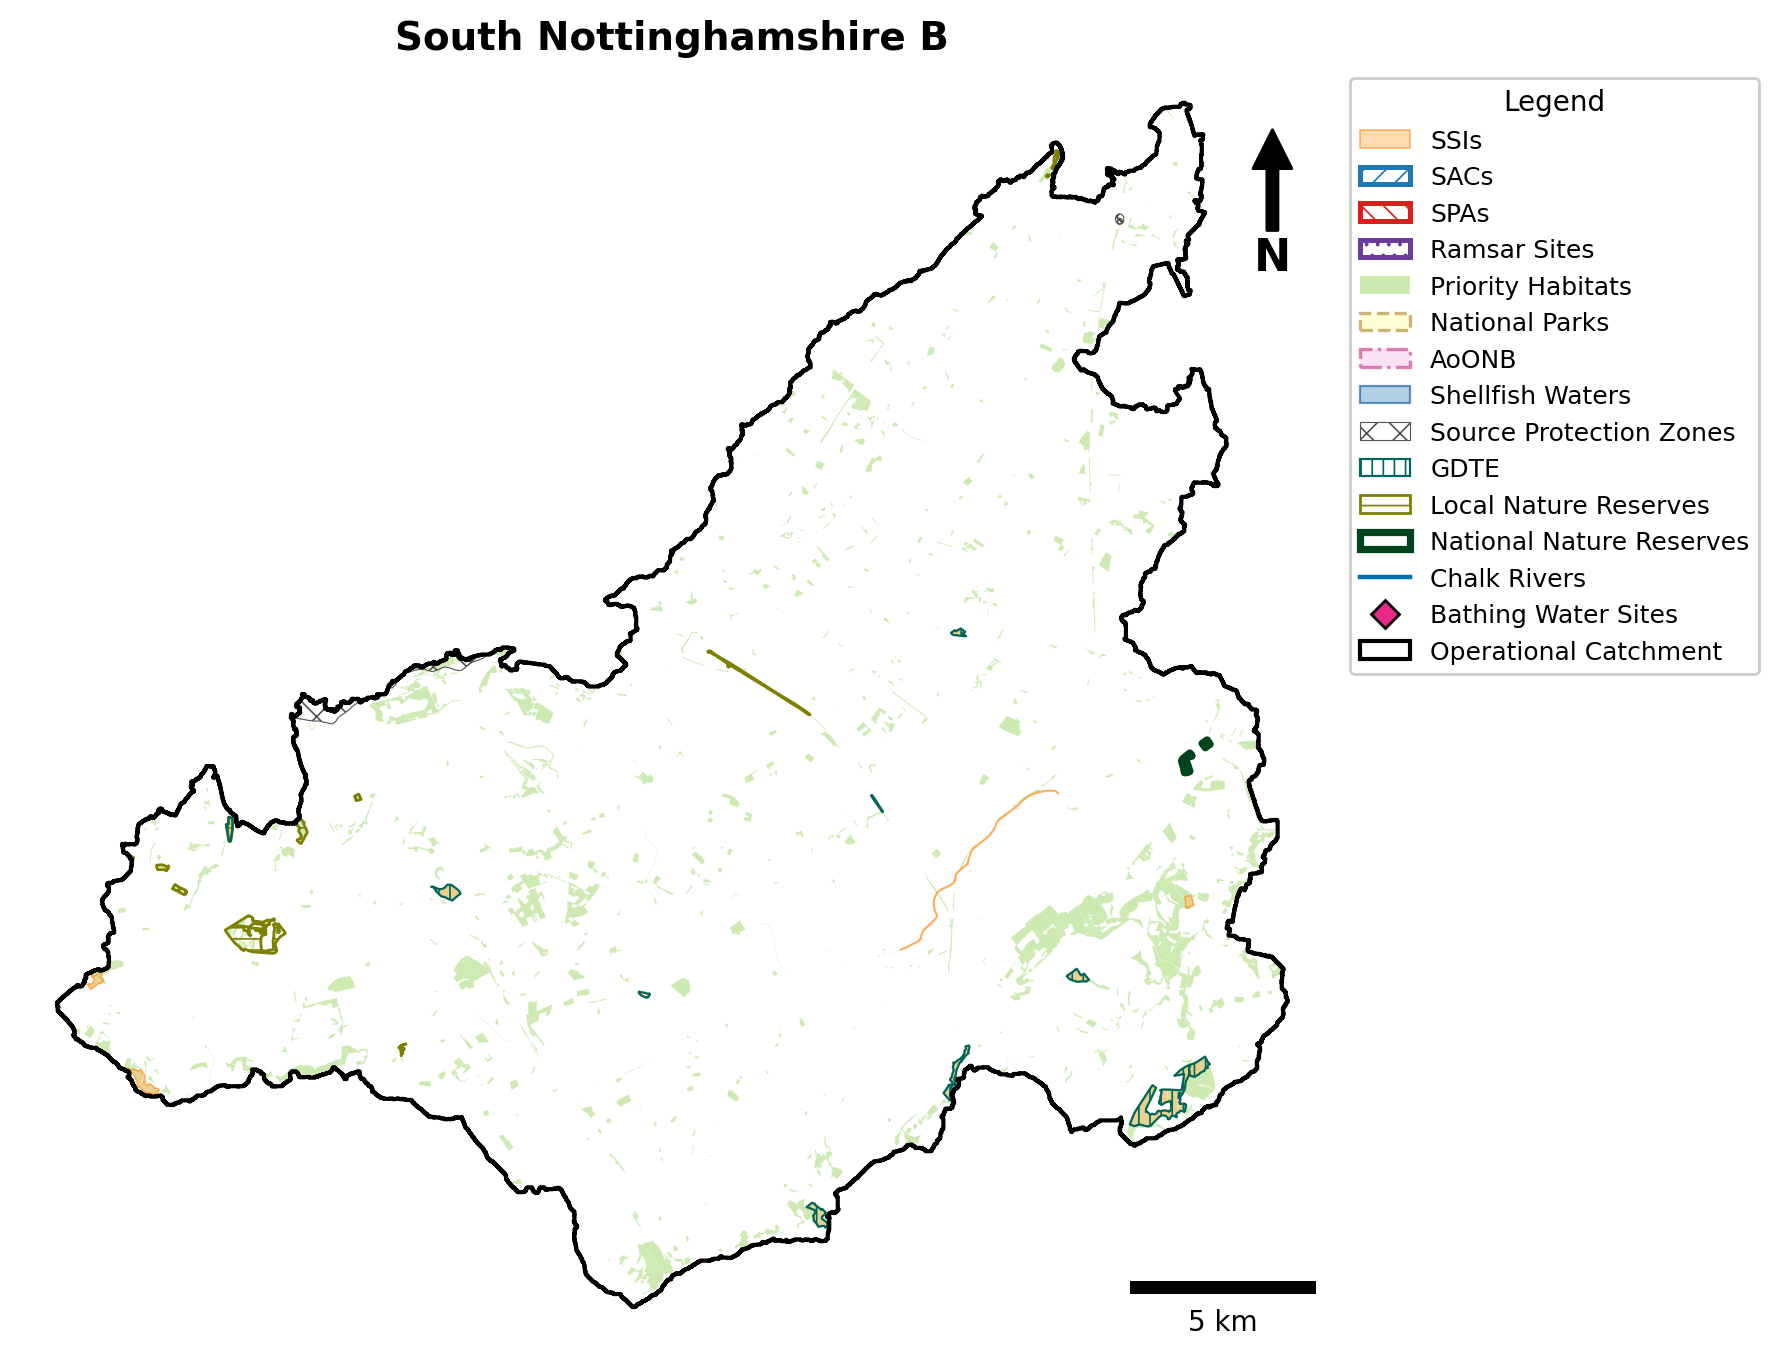 South Nottinghamshire B
Legend
SSIs
SACs
SPAs
Ramsar Sites
Priority Habitats
National Parks
AoONB
Shellfish Waters
Source Protection Zones
GDTE
Local Nature Reserves
National Nature Reserves
Chalk Rivers
Bathing Water Sites
Operational Catchment
N
5 km